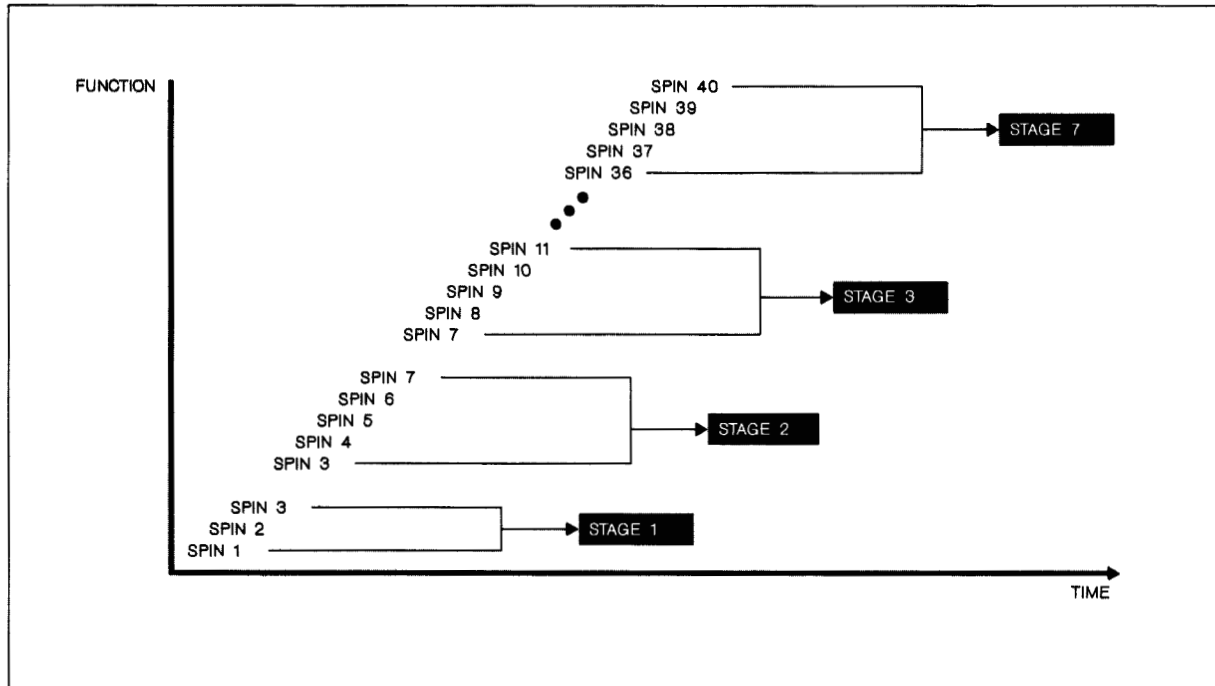 FUNCTION
SPIN 40
SPIN 39
SPIN 38
STAGE 7
SPIN 37
SPIN 36
SPIN 11
SPIN 10
SPIN 9
STAGE 3
SPIN 8
SPIN 7
SPIN 7
SPIN 6
SPIN 5
STAGE 2
SPIN 4
SPIN 3
SPIN 3
SPIN 2
STAGE 1
SPIN 1
TIME